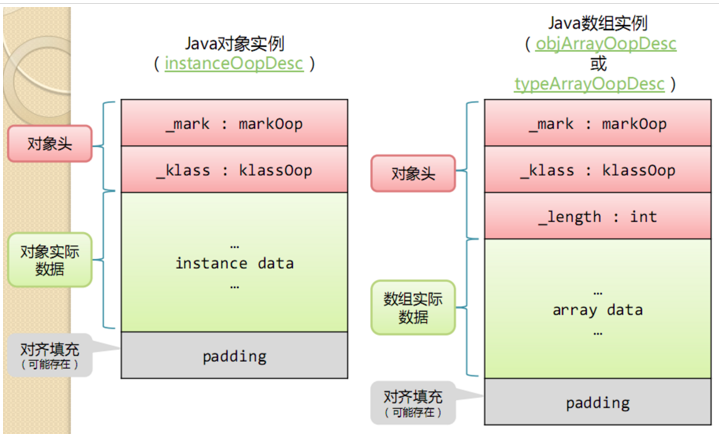 Java对象实例
（ instanceOopDesc ）
对象头
_mark : markOop
_klass : klassOop
对象实际
数据
…
instance data
…
对齐填充
（可能存在）
padding
Java数组实例
（ objArrayOopDesc
或
typeArrayOopDesc ）
对象头
_mark : markOop
_klass : klassOop
_length : int
数组实际
数据
…
array data
…
对齐填充
（可能存在）
padding